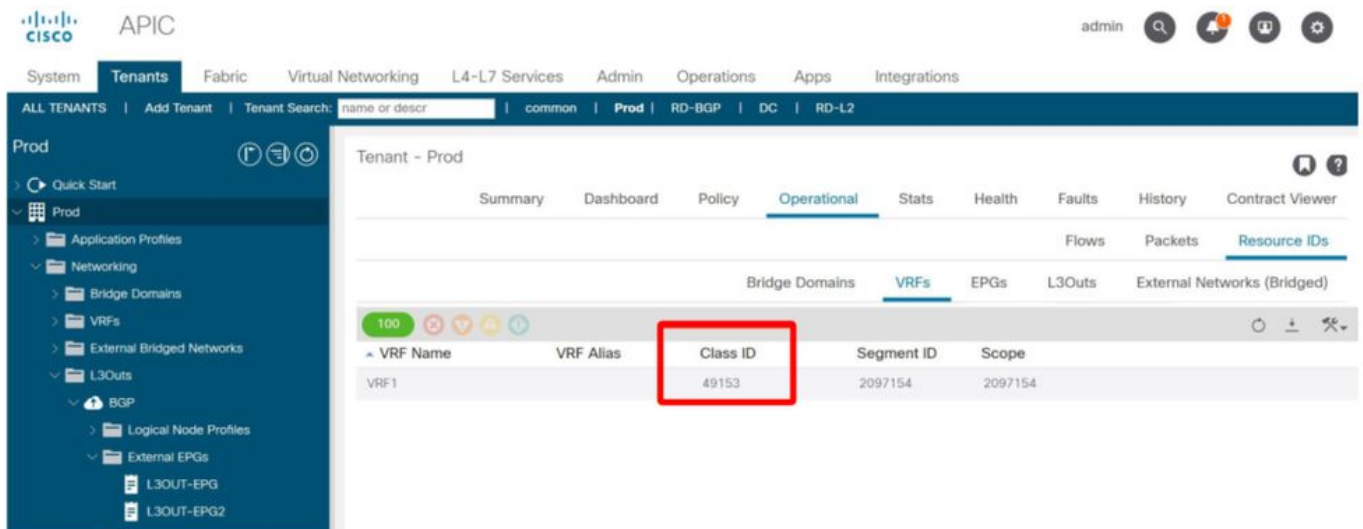 CISCO APIC admin 1
System Tenants Fabric Virtual Networking L4-L7 Services Admin Operations Apps Integrations
ALL TENANTS | Add Tenant | Tenant Search: name or descr | common | Prod | RD-BGP | DC | RD-L2
Prod
Quick Start
Prod
Application Profiles
Networking
Bridge Domains
VRFs
External Bridged Networks
L3Outs
BGP
Logical Node Profiles
External EPGs
L3OUT-EPG
L3OUT-EPG2
Tenant - Prod
Summary Dashboard Policy Operational Stats Health Faults History Contract Viewer
Flows Packets Resource IDs
Bridge Domains VRFs EPGs L3Outs External Networks (Bridged)
100
VRF Name VRF Alias Class ID Segment ID Scope
VRF1 49153 2097154 2097154